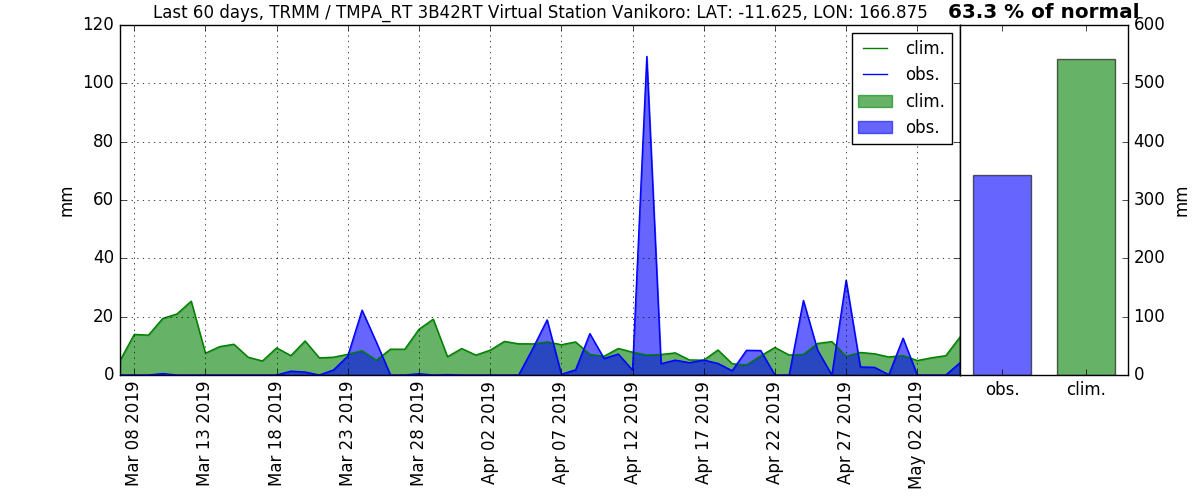 Last 60 days, TRMM / TMPA_RT 3B42RT Virtual Station Vanikoro: LAT: -11.625, LON: 166.875
63.3 % of normal
120
100
80
60
40
20
0
mm
clim.
obs.
clim.
obs.
600
500
400
300
200
100
0
mm
obs.
clim.
Mar 08 2019
Mar 13 2019
Mar 18 2019
Mar 23 2019
Mar 28 2019
Apr 02 2019
Apr 07 2019
Apr 12 2019
Apr 17 2019
Apr 22 2019
Apr 27 2019
May 02 2019